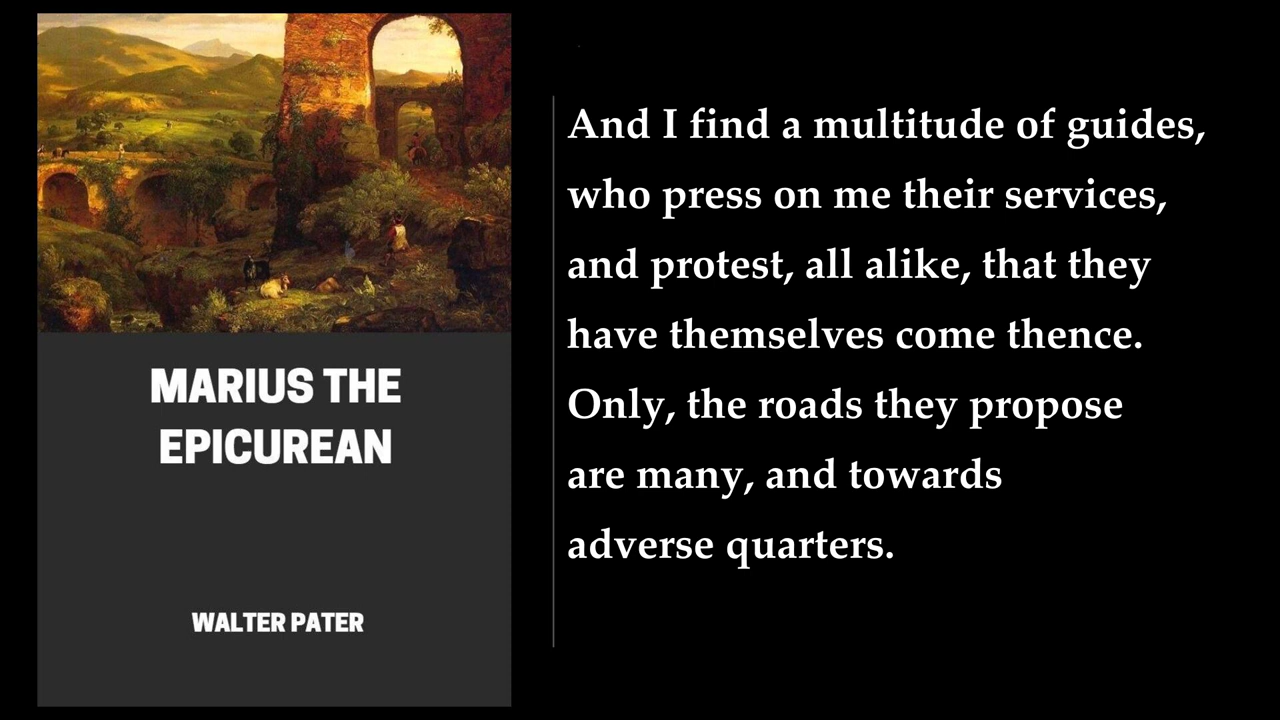 MARIUS THE
EPICUREAN
WALTER PATER
And I find a multitude of guides,
who press on me their services,
and protest, all alike, that they
have themselves come thence.
Only, the roads they propose
are many, and towards
adverse quarters.